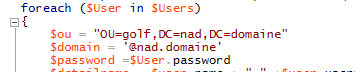 foreach ($User in $Users)
{
$ou = "OU=golf,DC=nad,DC=domaine"
$domain = '@nad.domaine'
$password =$User.password